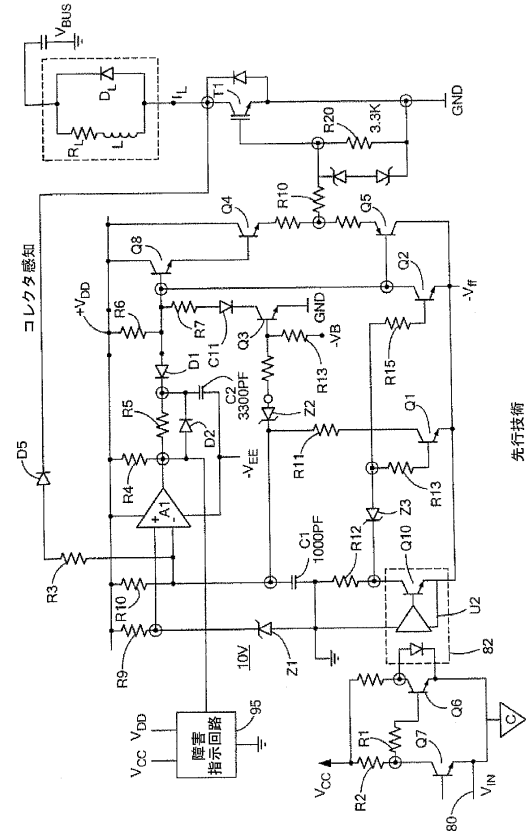 コレクタ感知
VBUS
RL
L
DL
IL
D5
+VDD
R6
Q8
Q4
T1
R10
R20
3.3K
GND
R3
R4
R5
D1
R7
C11
Q3
GND
Q5
A1
+
-
D2
C2
3300PF
-VEE
Z2
R13
-VB
Q2
R15
-Vff
R10
R9
R11
Q1
R13
C1
1000PF
Z3
R12
Q10
U2
82
10V
Z1
VCC
VDD
障害
指示回路
95
VCC
R2
R1
Q7
Q6
VIN
80
C
先行技術